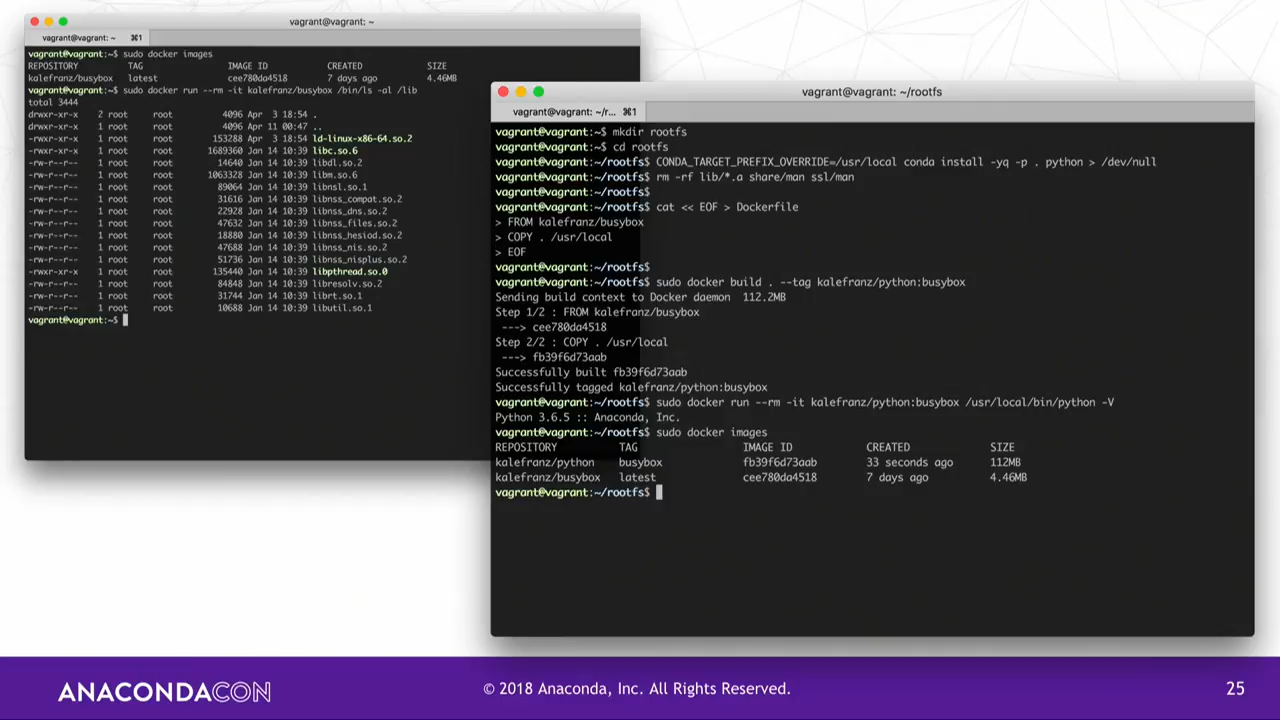 vagrant@vagrant: ~
vagrant@vagrant: ~ ⌘1
vagrant@vagrant:~$ sudo docker images
REPOSITORY TAG IMAGE ID CREATED SIZE
kalefranz/busybox latest cee780da4518 7 days ago 4.46MB
vagrant@vagrant:~$ sudo docker run --rm -it kalefranz/busybox /bin/ls -al /lib
total 3444
drwxr-xr-x 2 root root 4096 Apr 3 18:54 .
drwxr-xr-x 1 root root 4096 Apr 11 00:47 ..
-rwxr-xr-x 1 root root 153288 Apr 3 18:54 ld-linux-x86-64.so.2
-rwxr-xr-x 1 root root 1689360 Jan 14 10:39 libc.so.6
-rw-r--r-- 1 root root 14640 Jan 14 10:39 libdl.so.2
-rw-r--r-- 1 root root 1063328 Jan 14 10:39 libm.so.6
-rw-r--r-- 1 root root 89064 Jan 14 10:39 libnsl.so.1
-rw-r--r-- 1 root root 31616 Jan 14 10:39 libnss_compat.so.2
-rw-r--r-- 1 root root 22928 Jan 14 10:39 libnss_dns.so.2
-rw-r--r-- 1 root root 47632 Jan 14 10:39 libnss_files.so.2
-rw-r--r-- 1 root root 18880 Jan 14 10:39 libnss_hesiod.so.2
-rw-r--r-- 1 root root 47688 Jan 14 10:39 libnss_nis.so.2
-rw-r--r-- 1 root root 51736 Jan 14 10:39 libnss_nisplus.so.2
-rwxr-xr-x 1 root root 135440 Jan 14 10:39 libpthread.so.0
-rw-r--r-- 1 root root 84848 Jan 14 10:39 libresolv.so.2
-rw-r--r-- 1 root root 31744 Jan 14 10:39 librt.so.1
-rw-r--r-- 1 root root 10688 Jan 14 10:39 libutil.so.1
vagrant@vagrant:~$
vagrant@vagrant: ~/rootfs
vagrant@vagrant: ~/r... ⌘1
vagrant@vagrant:~$ mkdir rootfs
vagrant@vagrant:~$ cd rootfs
vagrant@vagrant:~/rootfs$ CONDA_TARGET_PREFIX_OVERRIDE=/usr/local conda install -yq -p . python > /dev/null
vagrant@vagrant:~/rootfs$ rm -rf lib/*.a share/man ssl/man
vagrant@vagrant:~/rootfs$
vagrant@vagrant:~/rootfs$ cat << EOF > Dockerfile
> FROM kalefranz/busybox
> COPY . /usr/local
> EOF
vagrant@vagrant:~/rootfs$
vagrant@vagrant:~/rootfs$ sudo docker build . --tag kalefranz/python:busybox
Sending build context to Docker daemon 112.2MB
Step 1/2 : FROM kalefranz/busybox
---> cee780da4518
Step 2/2 : COPY . /usr/local
---> fb39f6d73aab
Successfully built fb39f6d73aab
Successfully tagged kalefranz/python:busybox
vagrant@vagrant:~/rootfs$ sudo docker run --rm -it kalefranz/python:busybox /usr/local/bin/python -V
Python 3.6.5 :: Anaconda, Inc.
vagrant@vagrant:~/rootfs$ sudo docker images
REPOSITORY TAG IMAGE ID CREATED SIZE
kalefranz/python busybox fb39f6d73aab 33 seconds ago 112MB
kalefranz/busybox latest cee780da4518 7 days ago 4.46MB
vagrant@vagrant:~/rootfs$
ANACONDACON
© 2018 Anaconda, Inc. All Rights Reserved.
25